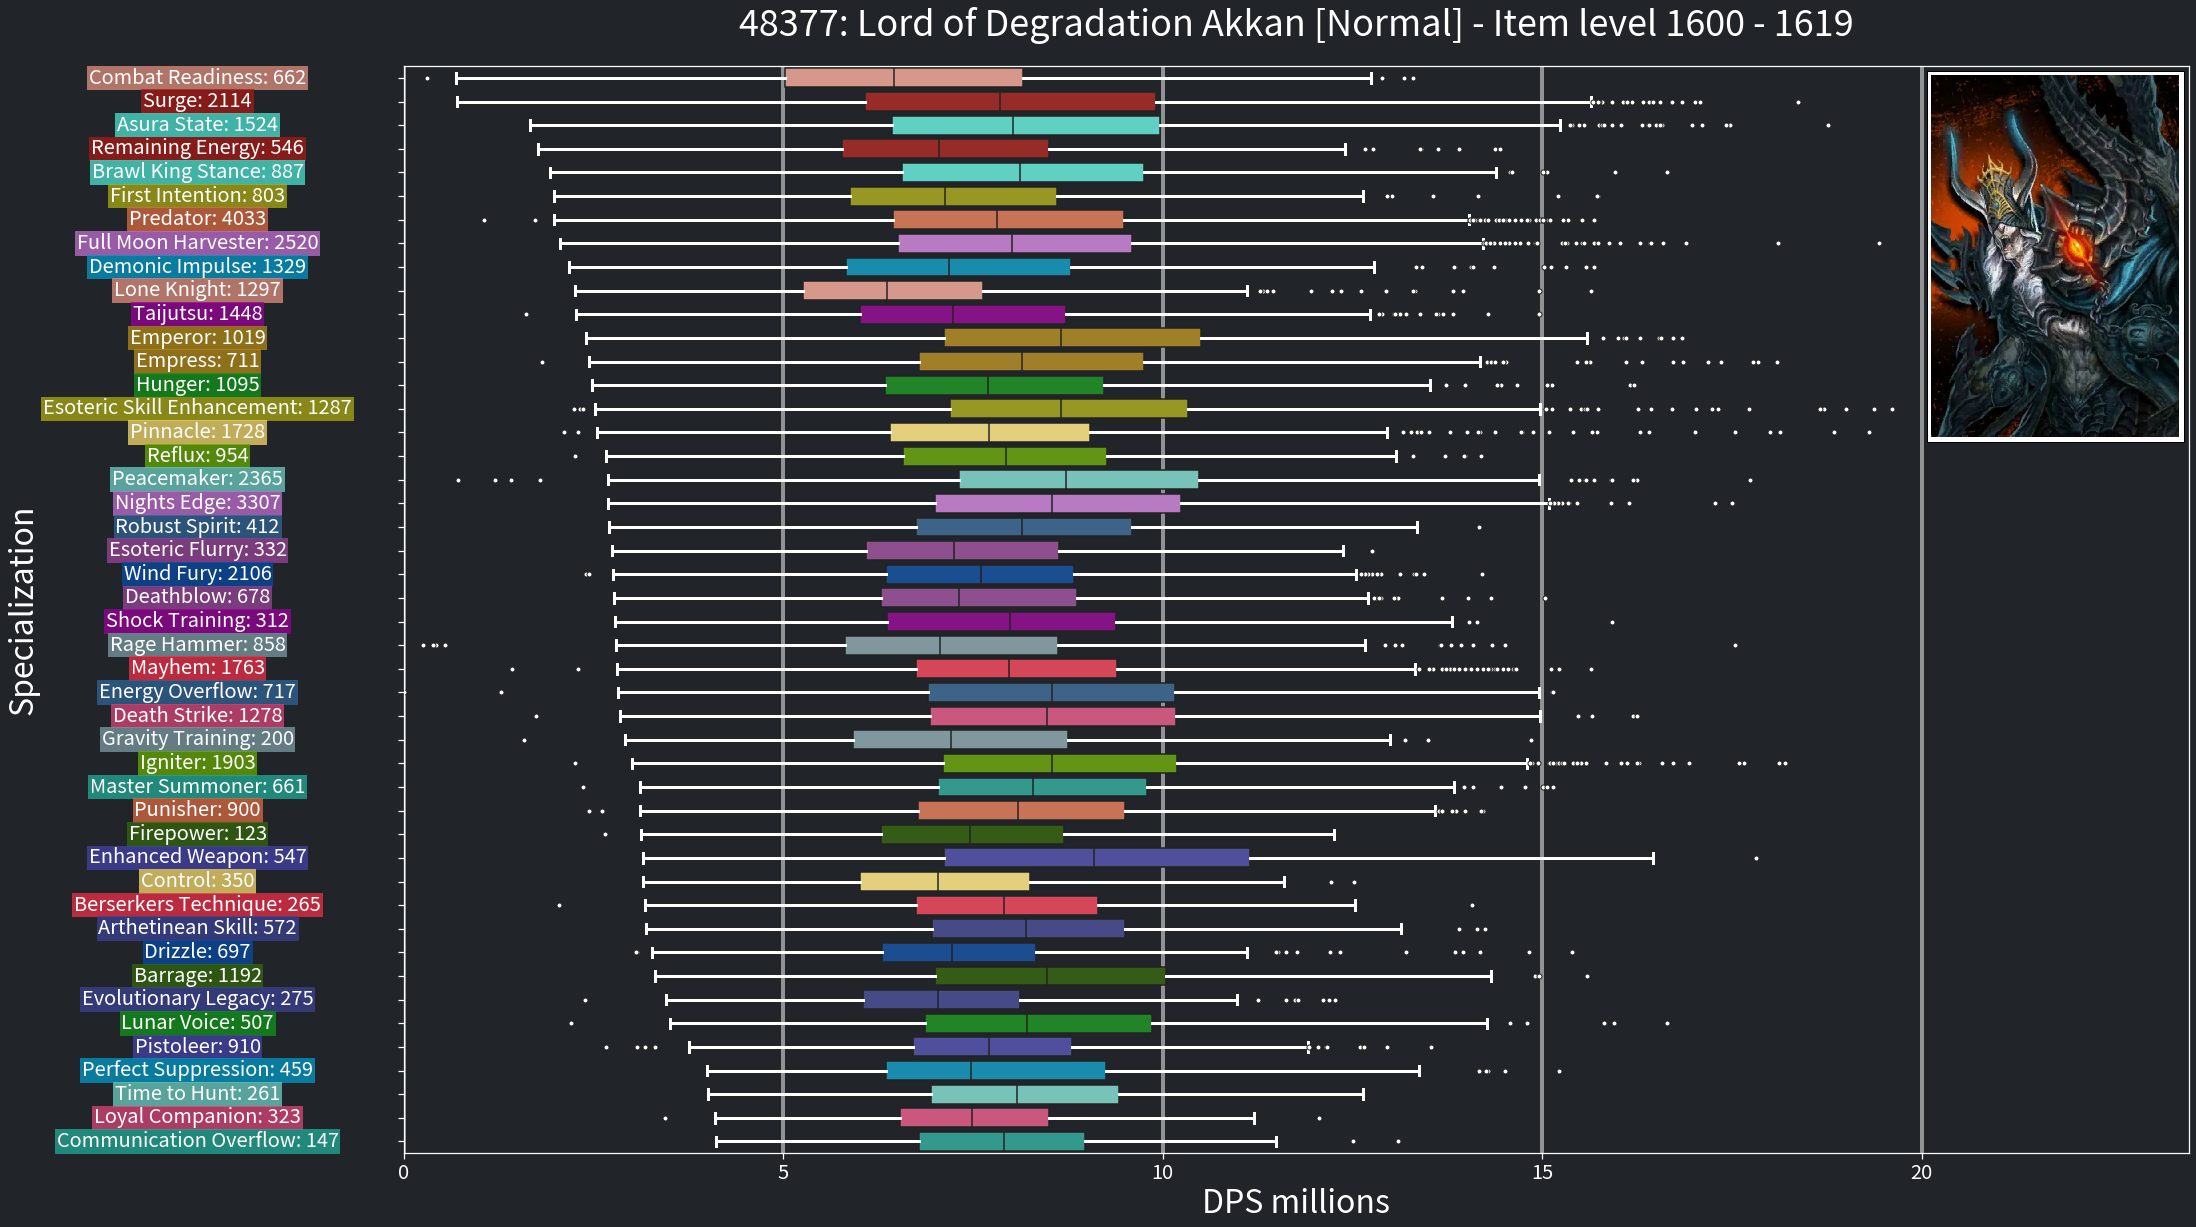 48377: Lord of Degradation Akkan [Normal] - Item level 1600 - 1619
Specialization
Combat Readiness: 662
Surge: 2114
Asura State: 1524
Remaining Energy: 546
Brawl King Stance: 887
First Intention: 803
Predator: 4033
Full Moon Harvester: 2520
Demonic Impulse: 1329
Lone Knight: 1297
Taijutsu: 1448
Emperor: 1019
Empress: 711
Hunger: 1095
Esoteric Skill Enhancement: 1287
Pinnacle: 1728
Reflux: 954
Peacemaker: 2365
Nights Edge: 3307
Robust Spirit: 412
Esoteric Flurry: 332
Wind Fury: 2106
Deathblow: 678
Shock Training: 312
Rage Hammer: 858
Mayhem: 1763
Energy Overflow: 717
Death Strike: 1278
Gravity Training: 200
Igniter: 1903
Master Summoner: 661
Punisher: 900
Firepower: 123
Enhanced Weapon: 547
Control: 350
Berserkers Technique: 265
Arthetinean Skill: 572
Drizzle: 697
Barrage: 1192
Evolutionary Legacy: 275
Lunar Voice: 507
Pistoleer: 910
Perfect Suppression: 459
Time to Hunt: 261
Loyal Companion: 323
Communication Overflow: 147
0 5 10 15 20
DPS millions